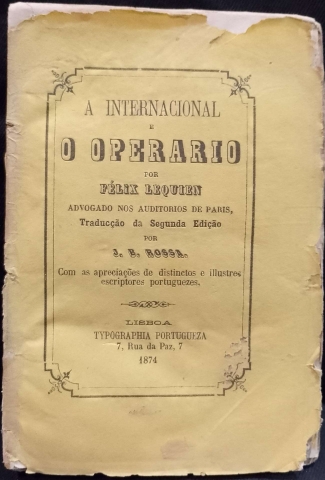 A INTERNACIONAL
E
O OPERARIO
POR
FÉLIX LEQUIEN
ADVOGADO NOS AUDITORIOS DE PARIS,
Traducção da Segunda Edição
POR
J. E. ROSSA.
Com as apreciações de distinctos e illustres
escriptores portuguezes.
LISBOA
TYPOGRAPHIA PORTUGUEZA
7, Rua da Paz, 7
1874